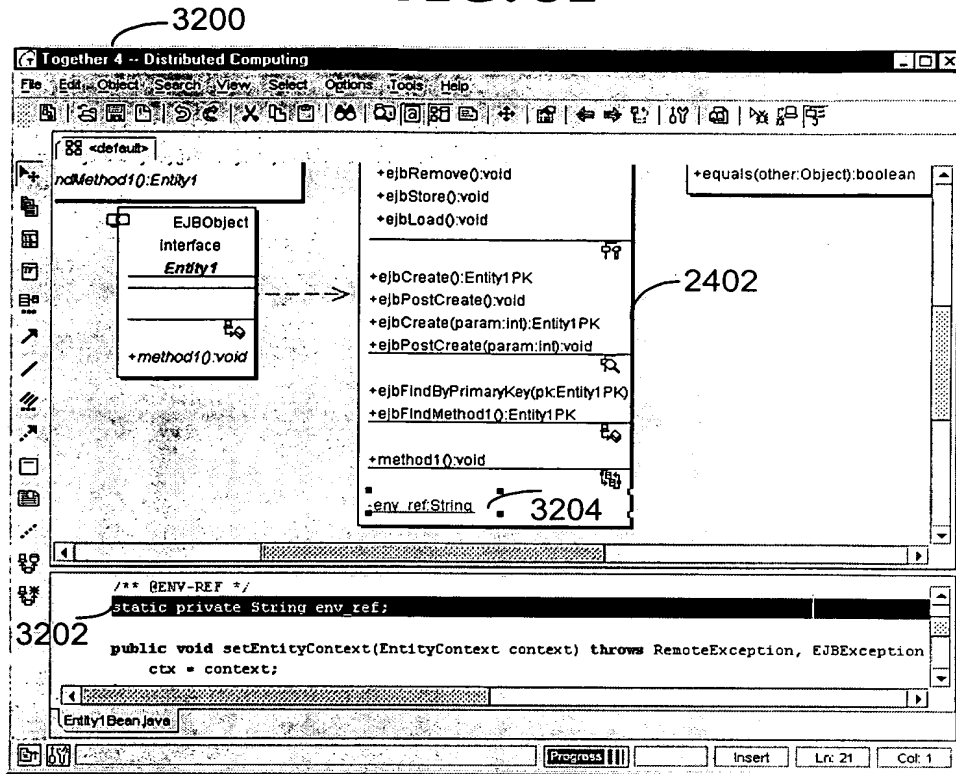 3200
Together 4 -- Distributed Computing
File Edit Object Search View Select Options Tools Help
<default>
ndMethod1():Entity1
EJBObject
interface
Entity1
+method1():void
+ejbRemove():void
+ejbStore():void
+ejbLoad():void
+ejbCreate():Entity1PK
+ejbPostCreate():void
+ejbCreate(param:int):Entity1PK
+ejbPostCreate(param:int):void
+ejbFindByPrimaryKey(pk:Entity1PK)
+ejbFindMethod1():Entity1PK
+method1():void
-env_ref:String
3204
+equals(other:Object):boolean
2402
/** @ENV-REF */
static private String env_ref;
3202
public void setEntityContext(EntityContext context) throws RemoteException, EJBException
ctx = context;
Entity1Bean.java
Progress Insert Ln: 21 Col: 1